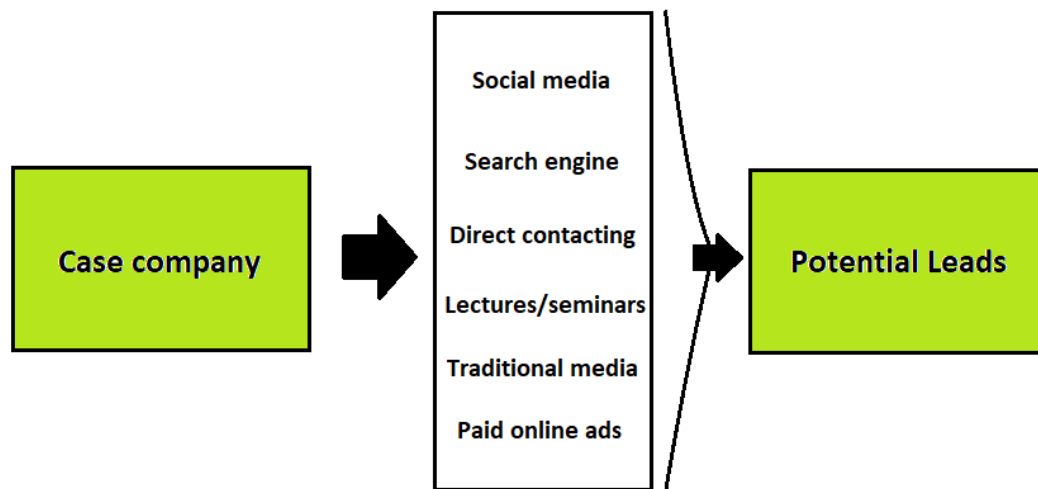 Case company
Social media
Search engine
Direct contacting
Lectures/seminars
Traditional media
Paid online ads
Potential Leads